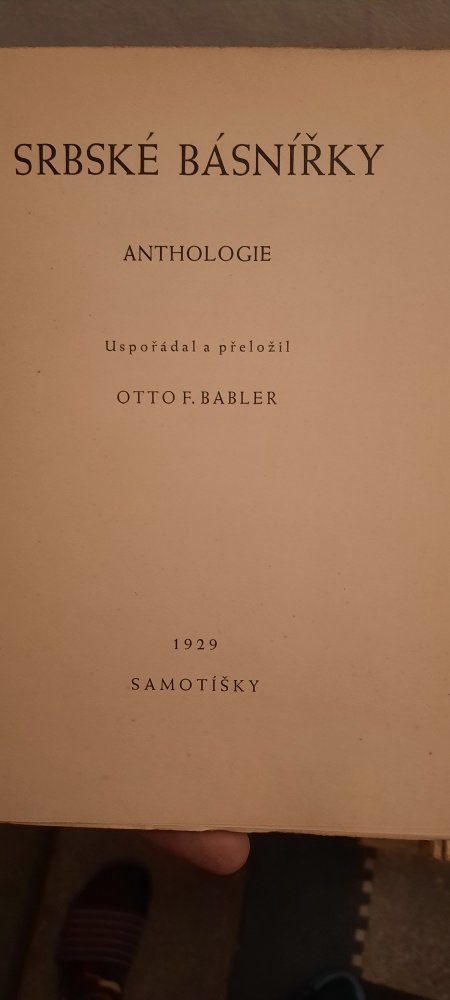 SRBSKÉ BÁSNÍŘKY
ANTHOLOGIE
Uspořádal a přeložil
OTTO F. BABLER
1929
SAMOTÍŠKY